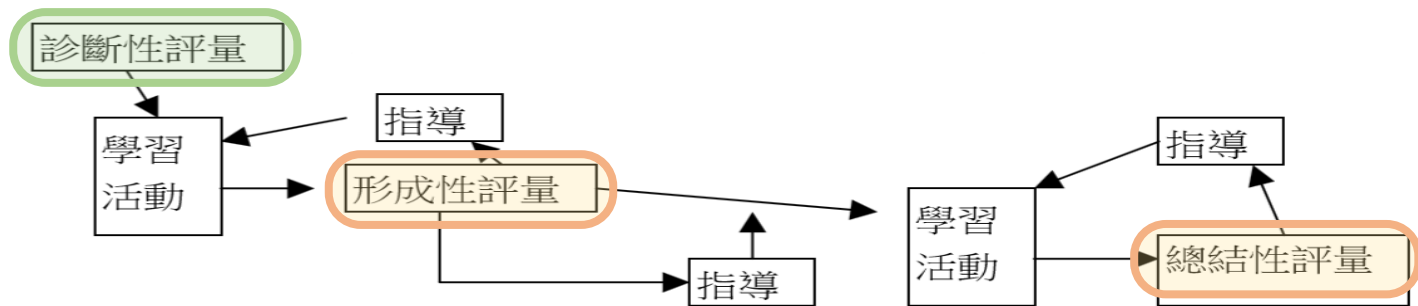 診斷性評量
學習
活動
指導
形成性評量
指導
學習
活動
指導
總結性評量